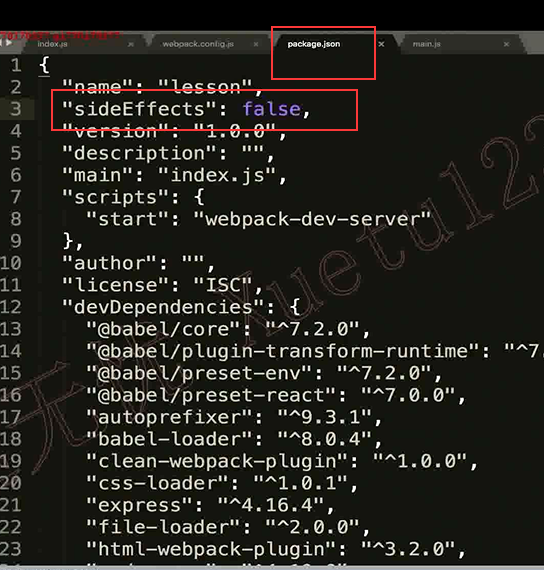 index.js
webpack.config.js
package.json
main.js
1 {
2 "name": "lesson",
3 "sideEffects": false,
4 "version": "1.0.0",
5 "description": "",
6 "main": "index.js",
7 "scripts": {
8 "start": "webpack-dev-server"
9 },
10 "author": "",
11 "license": "ISC",
12 "devDependencies": {
13 "@babel/core": "^7.2.0",
14 "@babel/plugin-transform-runtime": "^7.
15 "@babel/preset-env": "^7.2.0",
16 "@babel/preset-react": "^7.0.0",
17 "autoprefixer": "^9.3.1",
18 "babel-loader": "^8.0.4",
19 "clean-webpack-plugin": "^1.0.0",
20 "css-loader": "^1.0.1",
21 "express": "^4.16.4",
22 "file-loader": "^2.0.0",
23 "html-webpack-plugin": "^3.2.0",